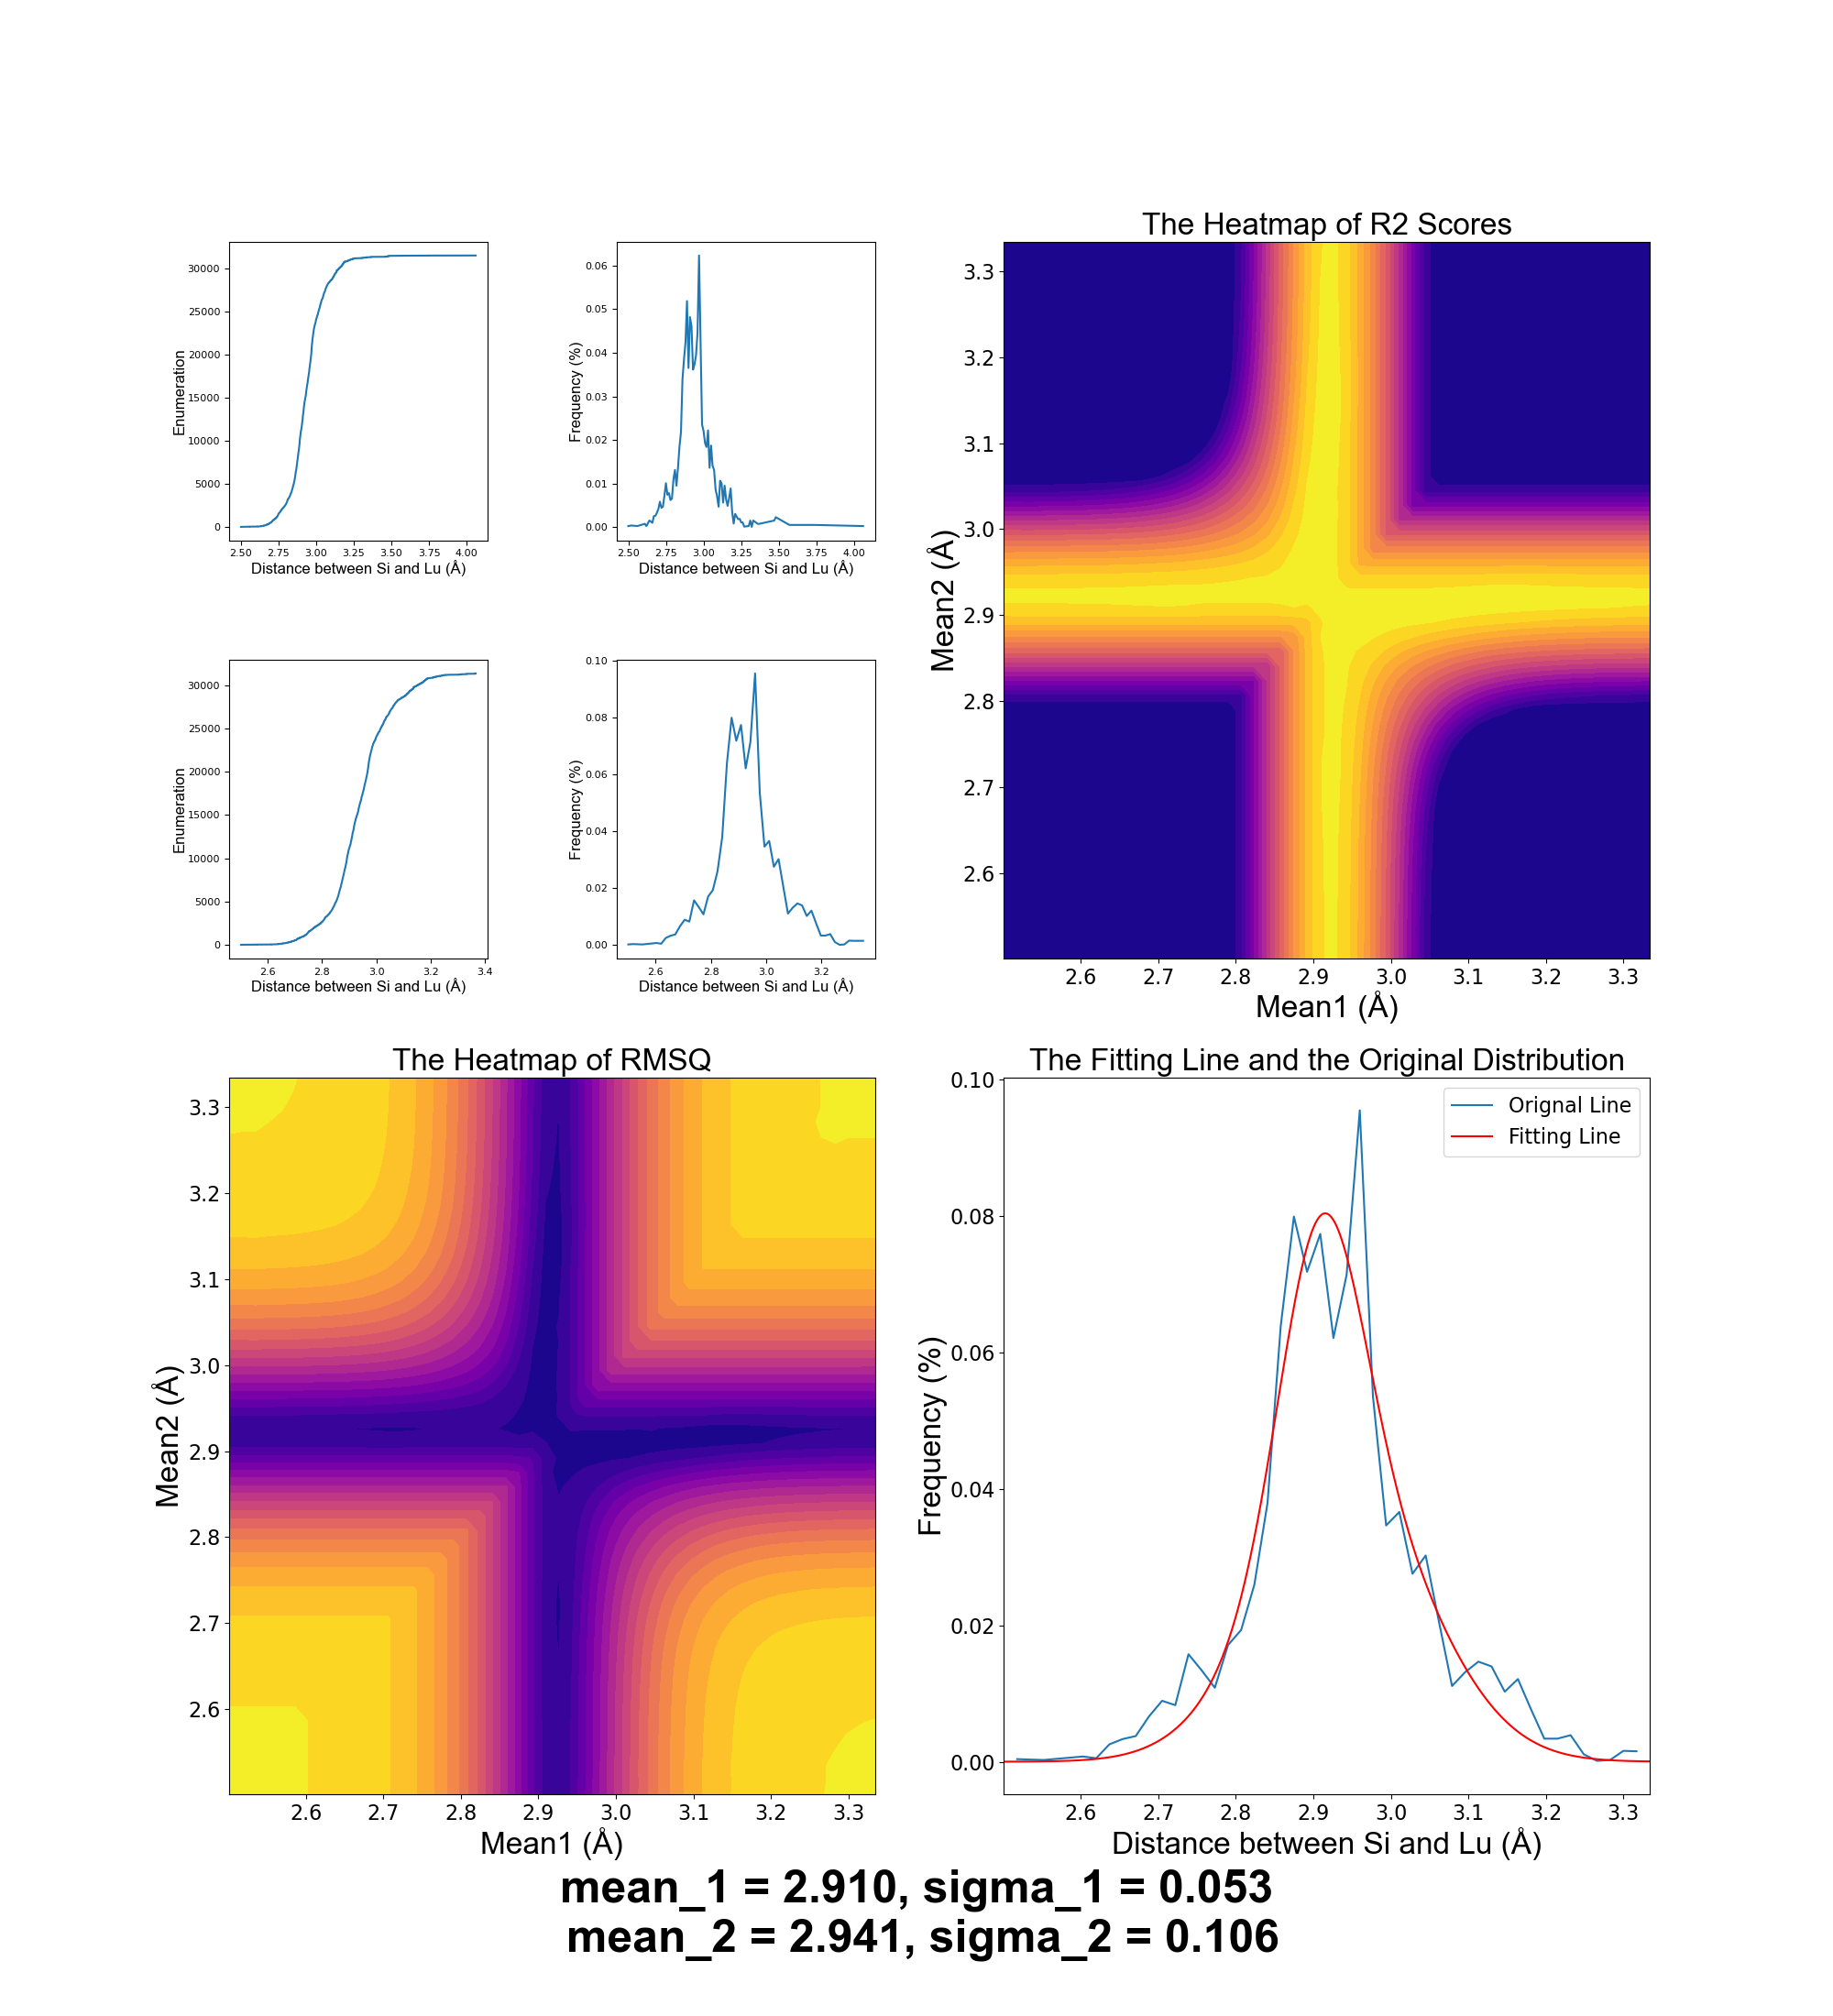 30000
25000
20000
15000
10000
5000
0
Enumeration
2.50 2.75 3.00 3.25 3.50 3.75 4.00
Distance between Si and Lu (Å)
0.06
0.05
0.04
0.03
0.02
0.01
0.00
Frequency (%)
2.50 2.75 3.00 3.25 3.50 3.75 4.00
Distance between Si and Lu (Å)
The Heatmap of R2 Scores
3.3
3.2
3.1
3.0
2.9
2.8
2.7
2.6
Mean2 (Å)
2.6 2.7 2.8 2.9 3.0 3.1 3.2 3.3
Mean1 (Å)
30000
25000
20000
15000
10000
5000
0
Enumeration
2.6 2.8 3.0 3.2 3.4
Distance between Si and Lu (Å)
0.10
0.08
0.06
0.04
0.02
0.00
Frequency (%)
2.6 2.8 3.0 3.2
Distance between Si and Lu (Å)
The Heatmap of RMSQ
3.3
3.2
3.1
3.0
2.9
2.8
2.7
2.6
Mean2 (Å)
2.6 2.7 2.8 2.9 3.0 3.1 3.2 3.3
Mean1 (Å)
The Fitting Line and the Original Distribution
Orignal Line
Fitting Line
0.10
0.08
0.06
0.04
0.02
0.00
Frequency (%)
2.6 2.7 2.8 2.9 3.0 3.1 3.2 3.3
Distance between Si and Lu (Å)
mean_1 = 2.910, sigma_1 = 0.053
mean_2 = 2.941, sigma_2 = 0.106